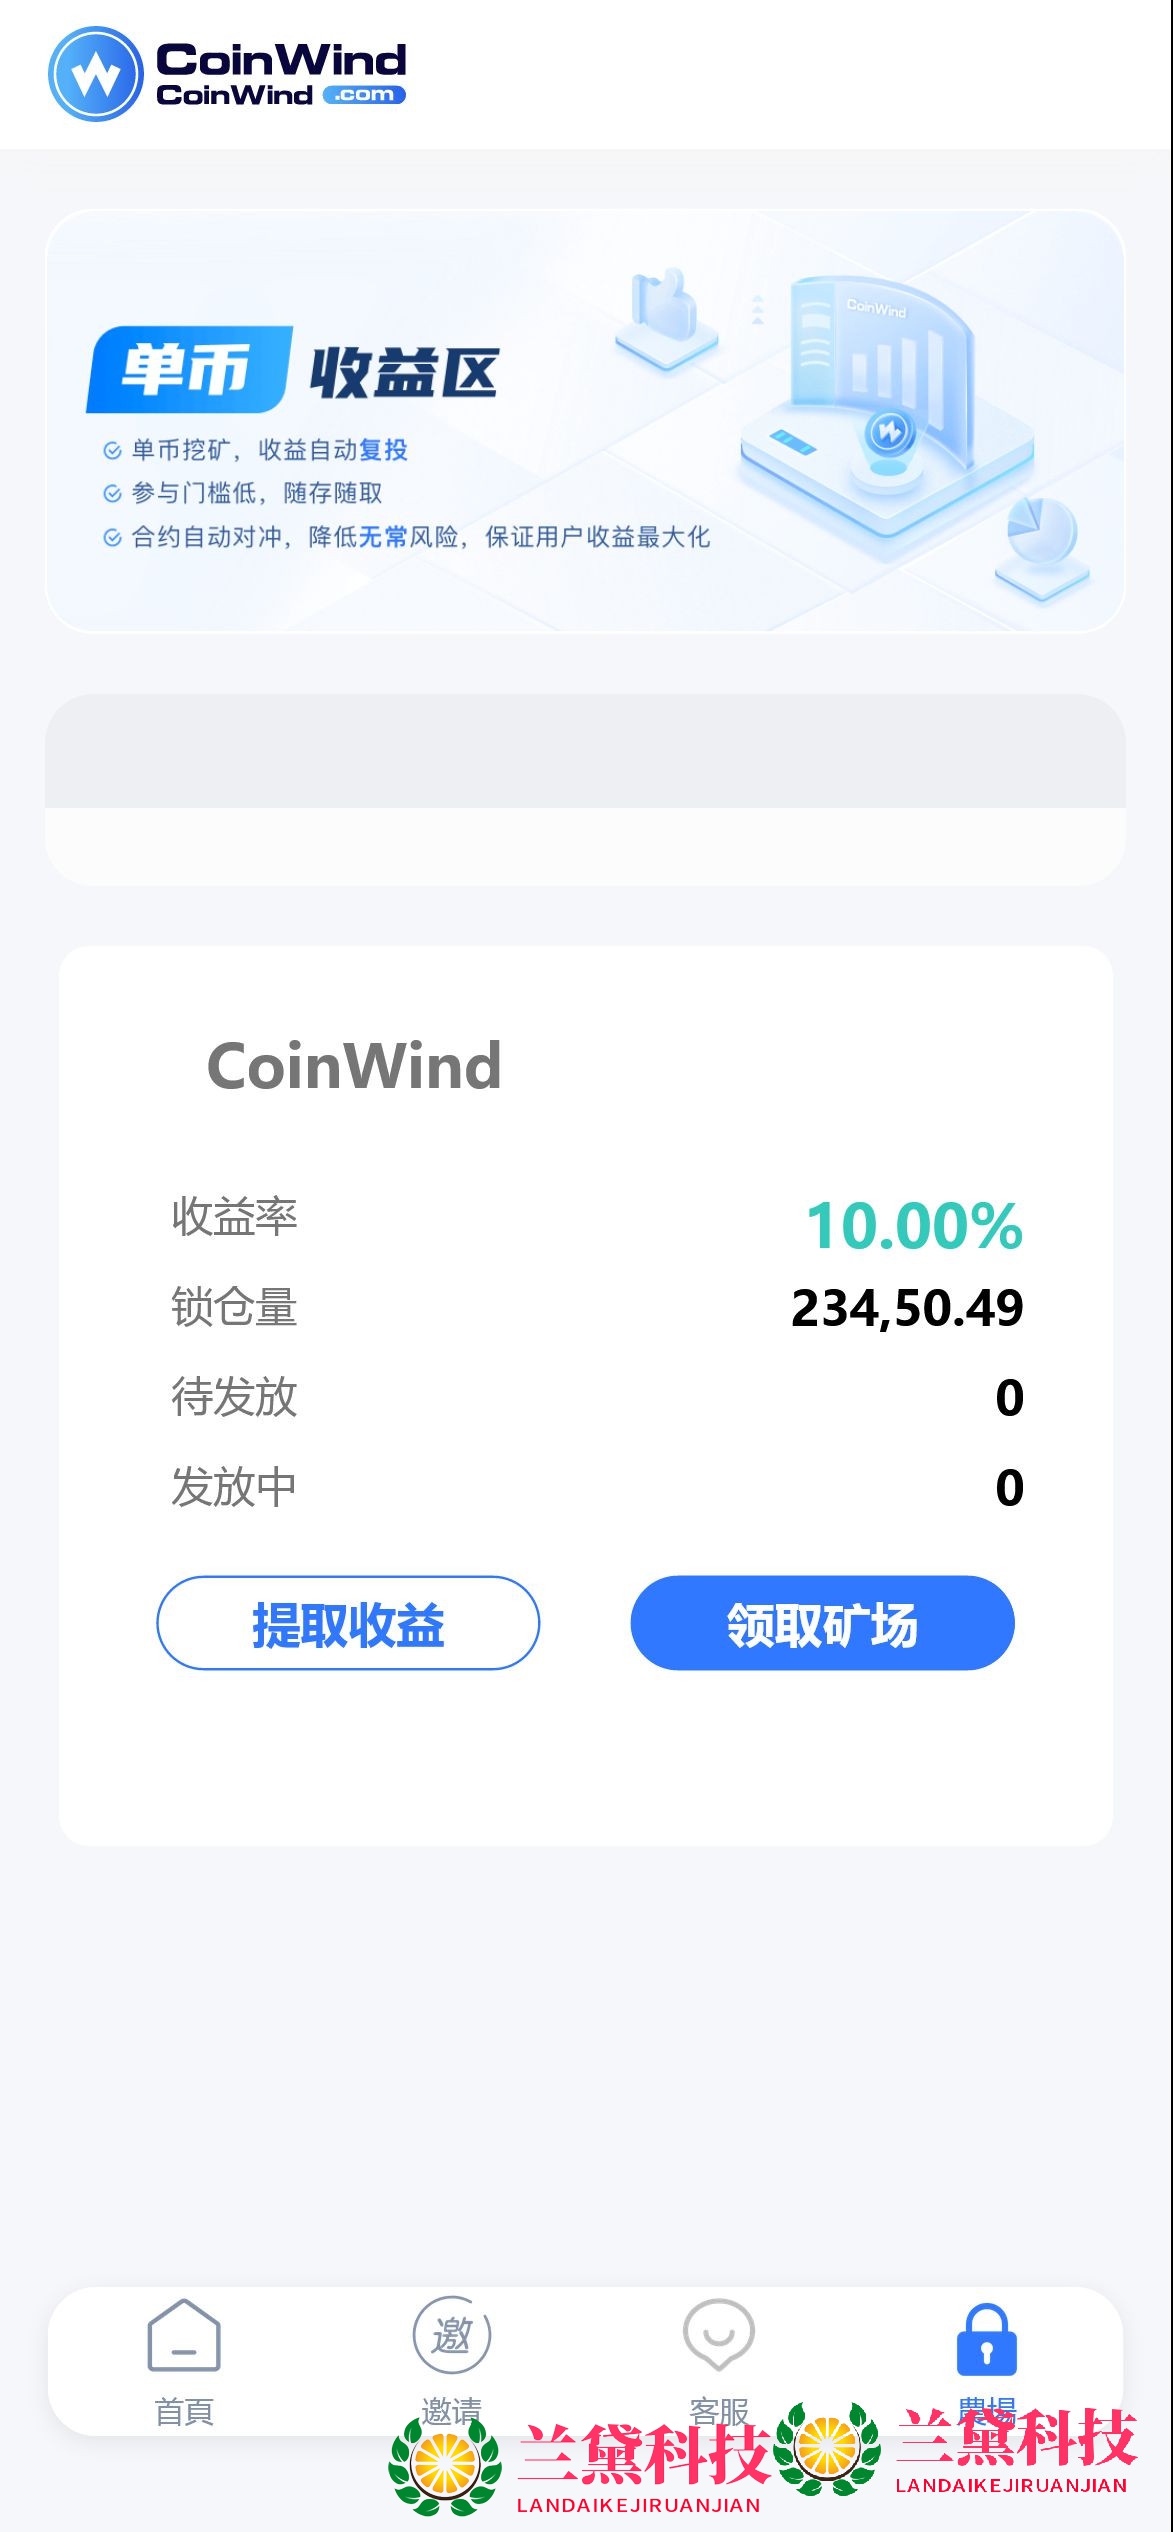 CoinWind
CoinWind .com
CoinWind
单币 收益区
单币挖矿，收益自动复投
参与门槛低，随存随取
合约自动对冲，降低无常风险，保证用户收益最大化
CoinWind
收益率 10.00%
锁仓量 234,50.49
待发放 0
发放中 0
提取收益 领取矿场
邀
首頁 邀请 客服 農場
兰黛科技 兰黛科技
LANDAIKEJIRUANJIAN LANDAIKEJIRUANJIAN